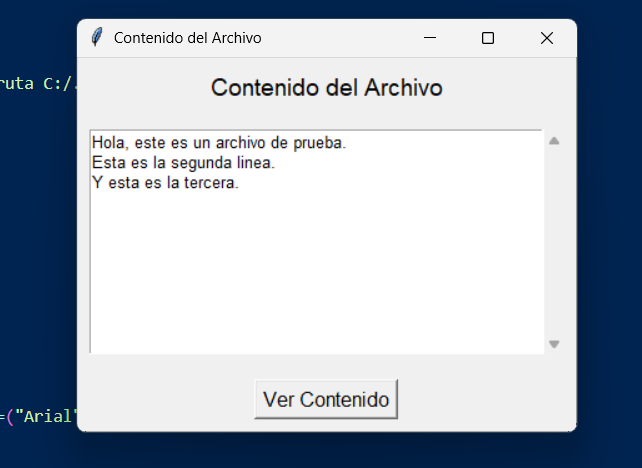 Contenido del Archivo
ruta C:/.
Contenido del Archivo
Hola, este es un archivo de prueba.
Esta es la segunda linea.
Y esta es la tercera.
Ver Contenido
=("Arial"